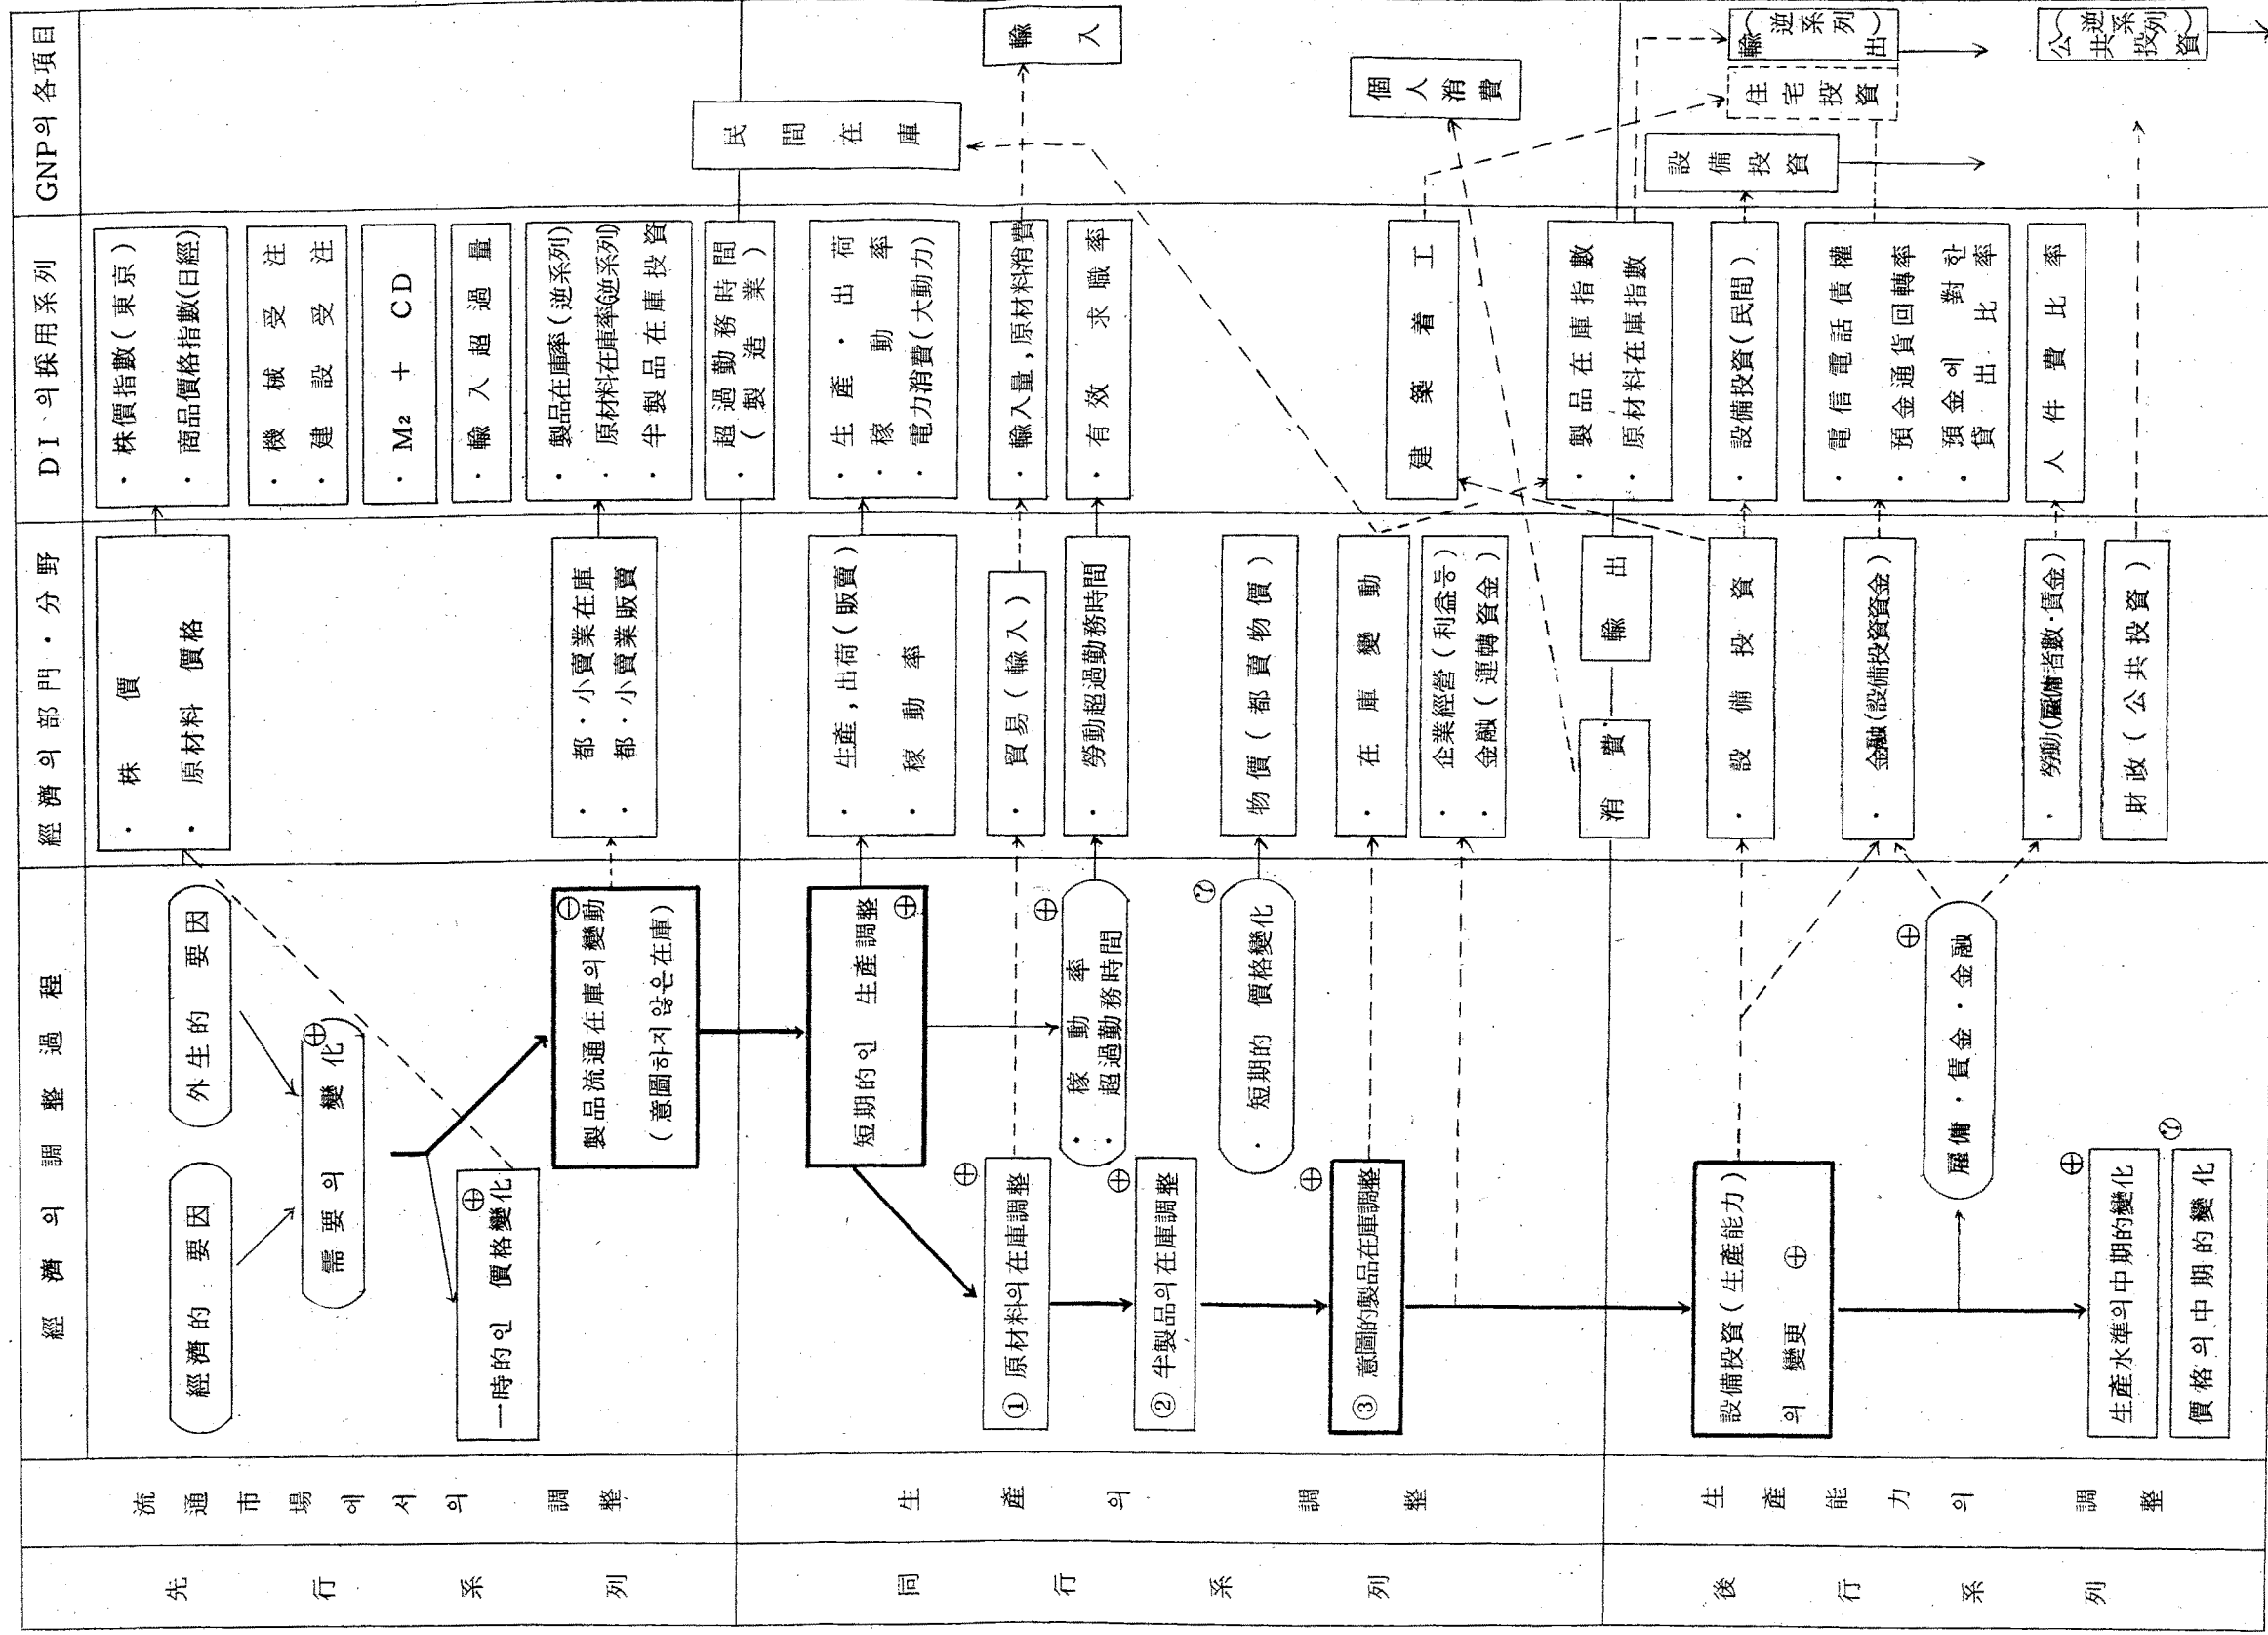 先行系列
流通市場에서의 調整
經濟의 調整過程
經濟的 要因
外生的 要因
需要의 變化
⊕
一時的인 價格變化
⊕
製品流通在庫의變動
⊖
(意圖하지않은在庫)
經濟의部門·分野
· 株價
· 原材料 價格
· 都·小賣業在庫
· 都·小賣業販賣
DI의採用系列
· 株價指數(東京)
· 商品價格指數(日經)
· 機械受注
· 建設受注
· M₂ + CD
· 輸入超過量
· 製品在庫率(逆系列)
· 原材料在庫率(逆系列)
· 半製品在庫投資
· 超過勤務時間
(製造業)
GNP의各項目
民間在庫
同行系列
生產의 調整
短期的인 生產調整
⊕
① 原材料의在庫調整
⊕
· 稼動率
· 超過勤務時間
⊕
② 半製品의在庫調整
⊕
· 短期的 價格變化
?
③ 意圖的製品在庫調整
⊕
· 生產,出荷(販賣)
· 稼動率
· 貿易(輸入)
· 勞動超過勤務時間
物價(都賣物價)
· 在庫變動
· 企業經營(利益등)
· 金融(運轉資金)
消費
輸出
· 生產·出荷
· 稼動率
· 電力消費(大動力)
· 輸入量,原材料消費
· 有效求職率
建築着工
· 製品在庫指數
· 原材料在庫指數
輸入
個人消費
後行系列
生產能力의 調整
設備投資(生產能力)
의 變更 ⊕
雇傭·賃金·金融
⊕
生產水準의中期的變化
⊕
價格의中期的變化
?
· 設備投資
· 金融(設備投資資金)
· 勞動(雇傭者數·賃金)
財政(公共投資)
· 設備投資(民間)
· 電信電話債權
· 預金通貨回轉率
· 預金에 對한
貸出比率
人件費比率
設備投資
住宅投資
輸出
(逆系列)
公共投資
(逆系列)